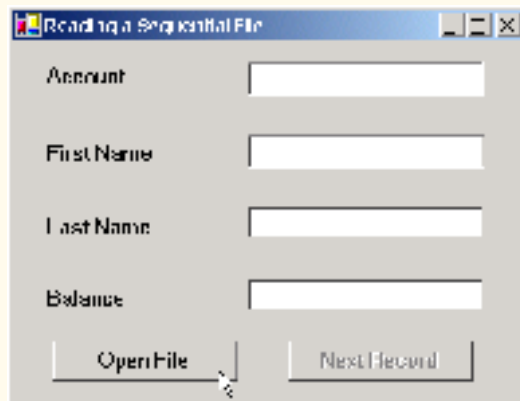 Reading a Sequential File
Account
First Name
Last Name
Balance
Open File Next Record